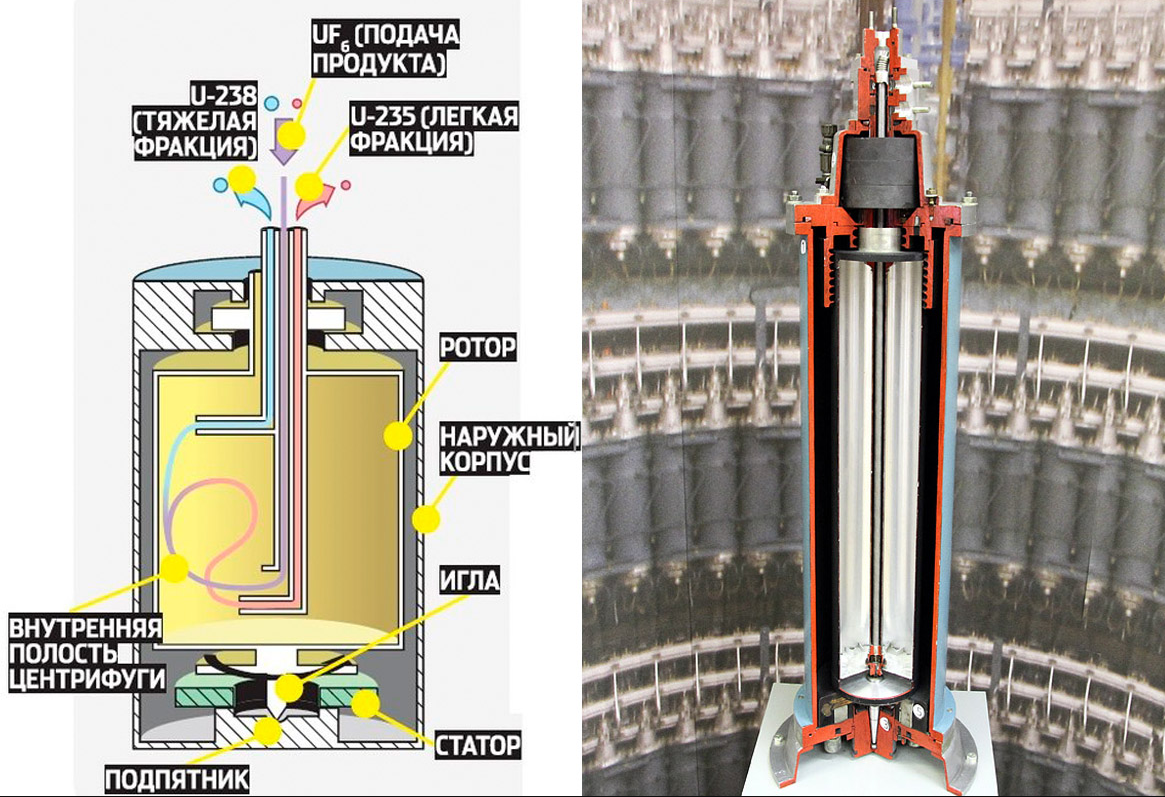 UF₆ (ПОДАЧА
ПРОДУКТА)
U-238
(ТЯЖЕЛАЯ
ФРАКЦИЯ)
U-235 (ЛЕГКАЯ
ФРАКЦИЯ)
РОТОР
НАРУЖНЫЙ
КОРПУС
ИГЛА
ВНУТРЕННЯЯ
ПОЛОСТЬ
ЦЕНТРИФУГИ
СТАТОР
ПОДПЯТНИК